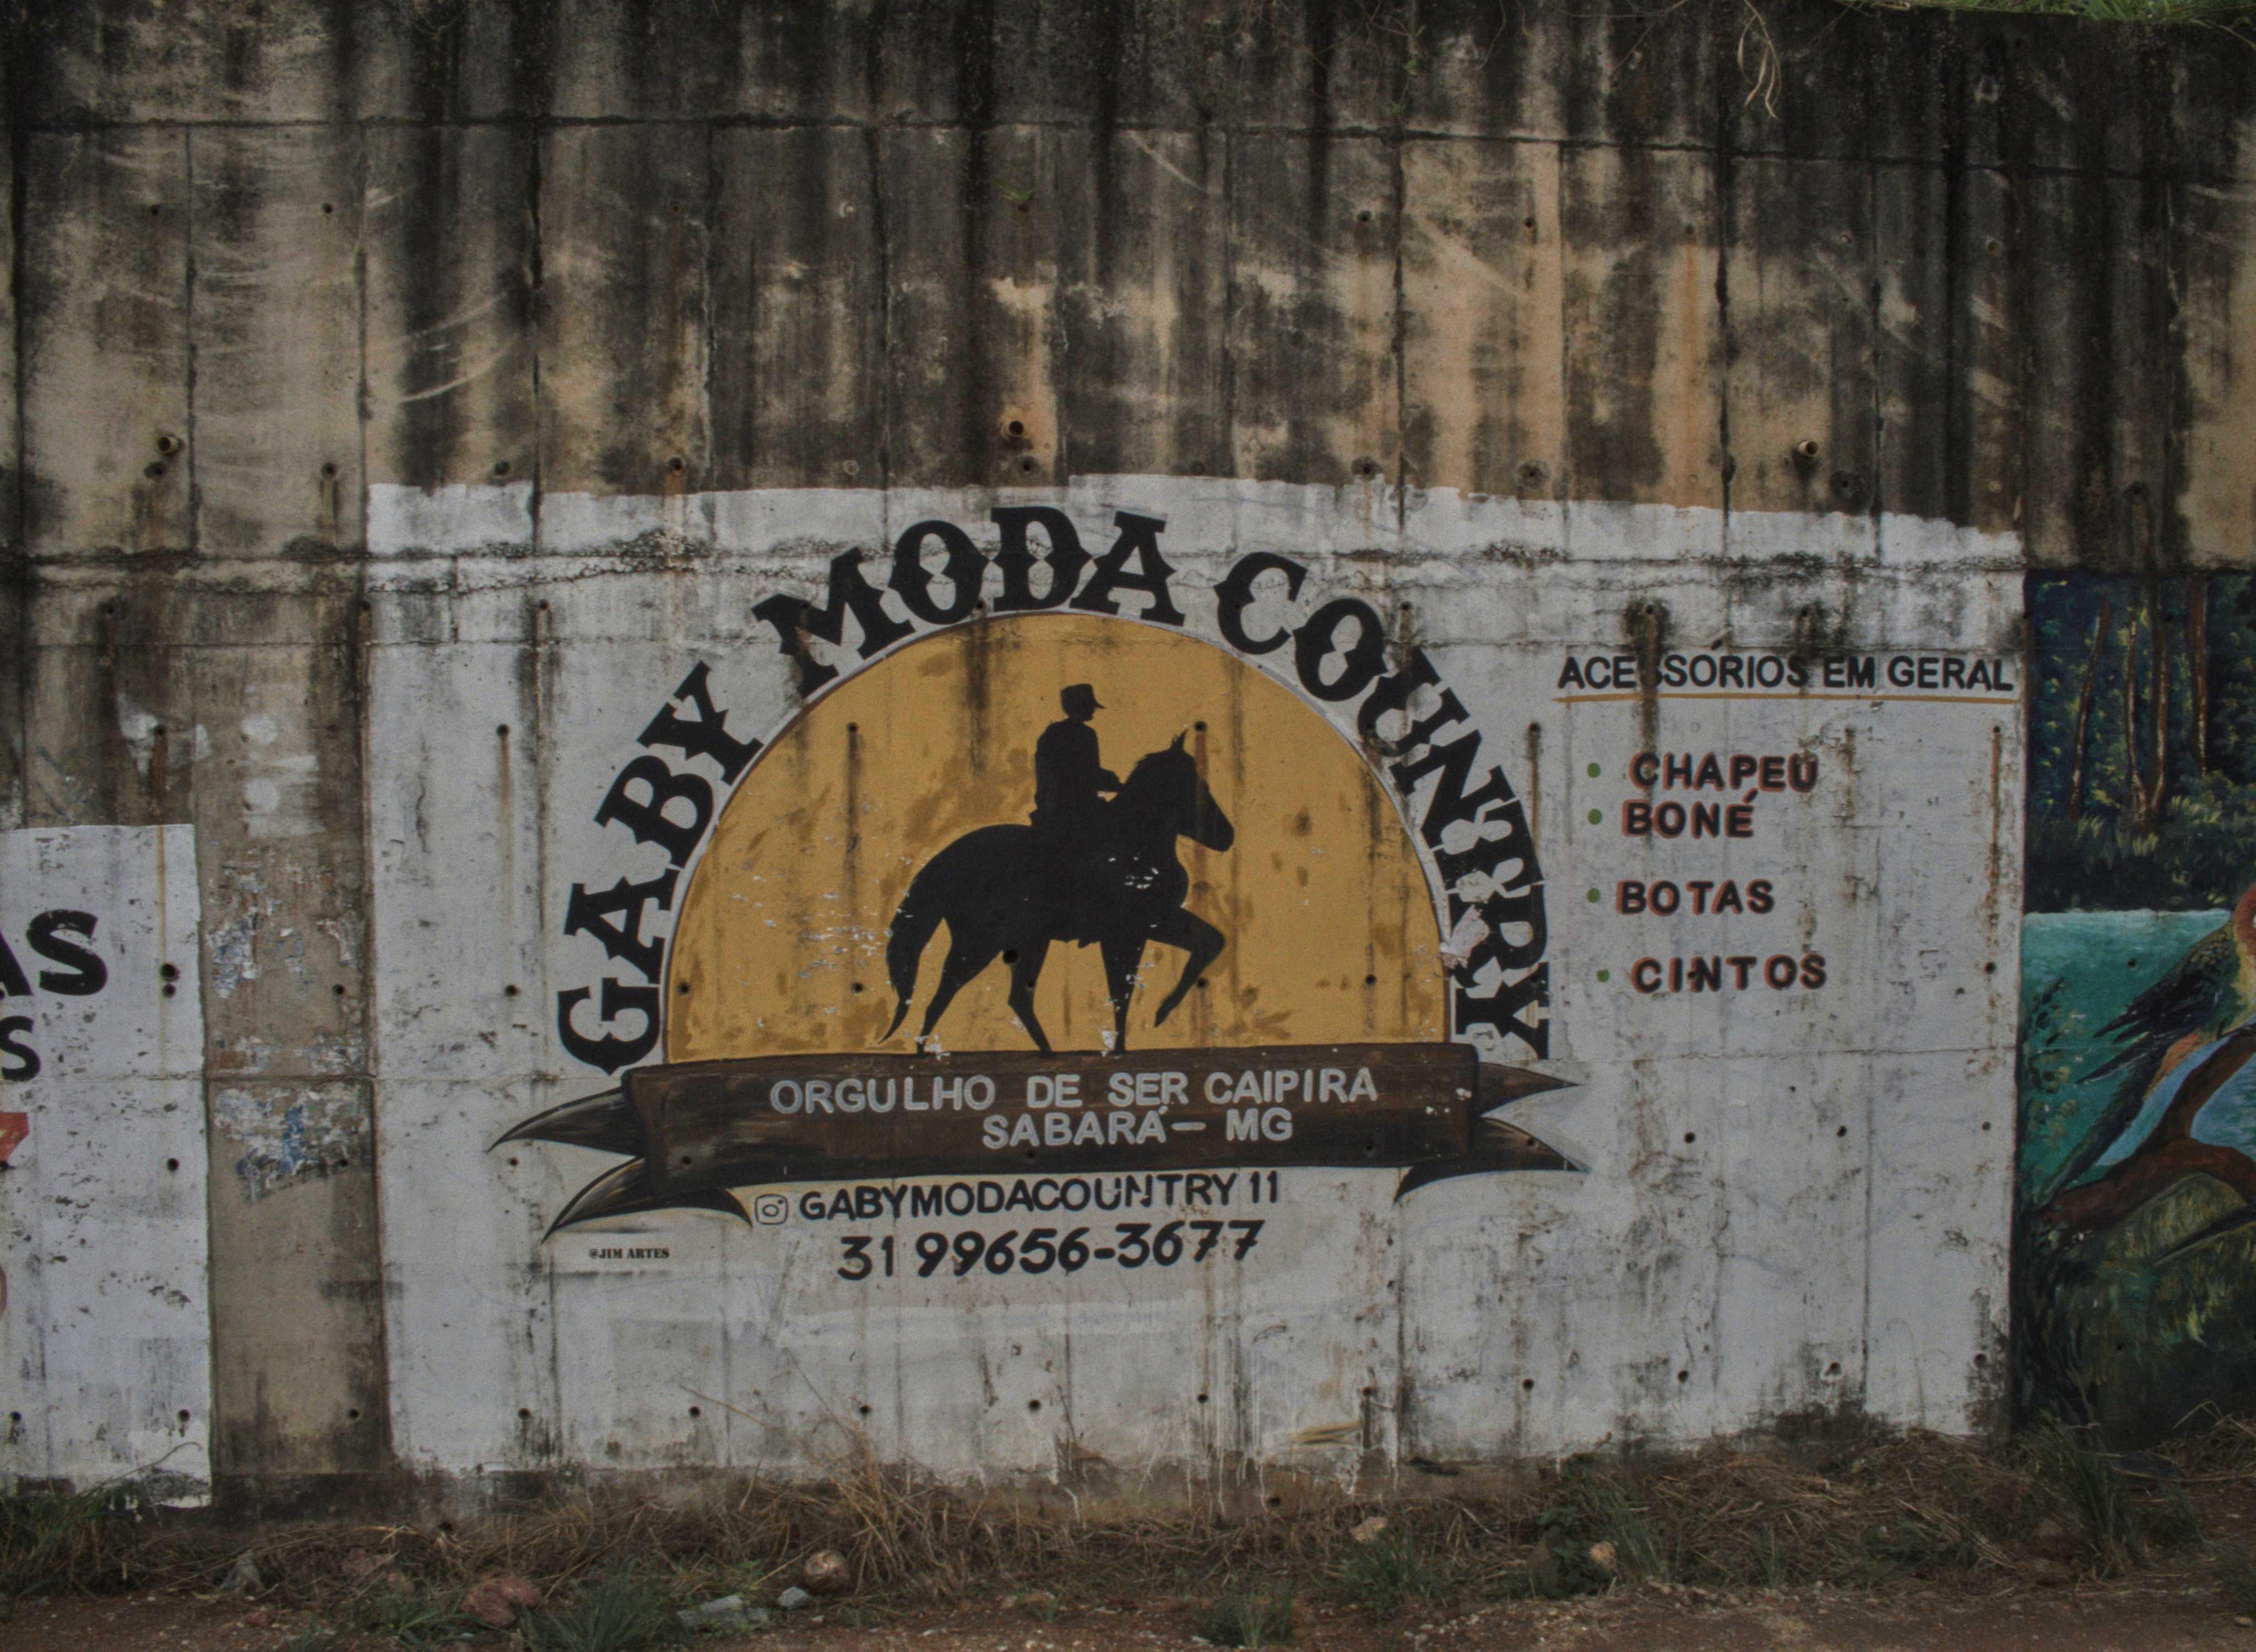 AS
S
GABY MODA COUNTRY
ACESSÓRIOS EM GERAL
• CHAPEU
• BONÉ
• BOTAS
• CINTOS
ORGULHO DE SER CAIPIRA
SABARÁ — MG
GABYMODACOUNTRY 11
31 99656-3677
@JIM ARTES